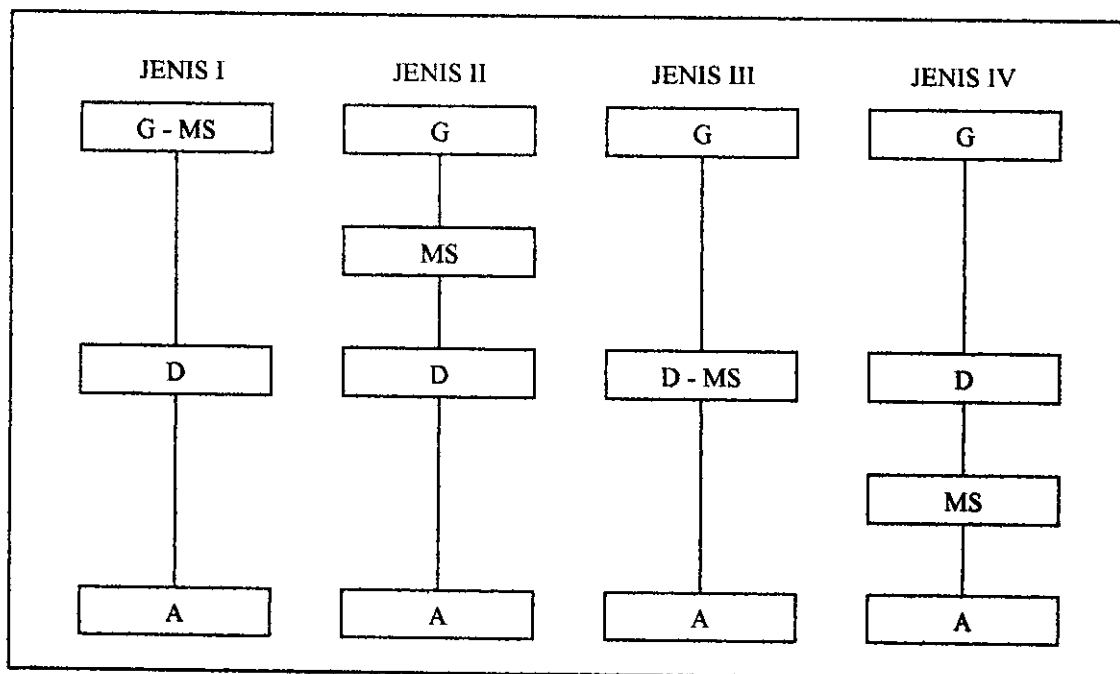 JENIS I
JENIS II
JENIS III
JENIS IV
G - MS
G
G
G
MS
D
D
D - MS
D
MS
A
A
A
A